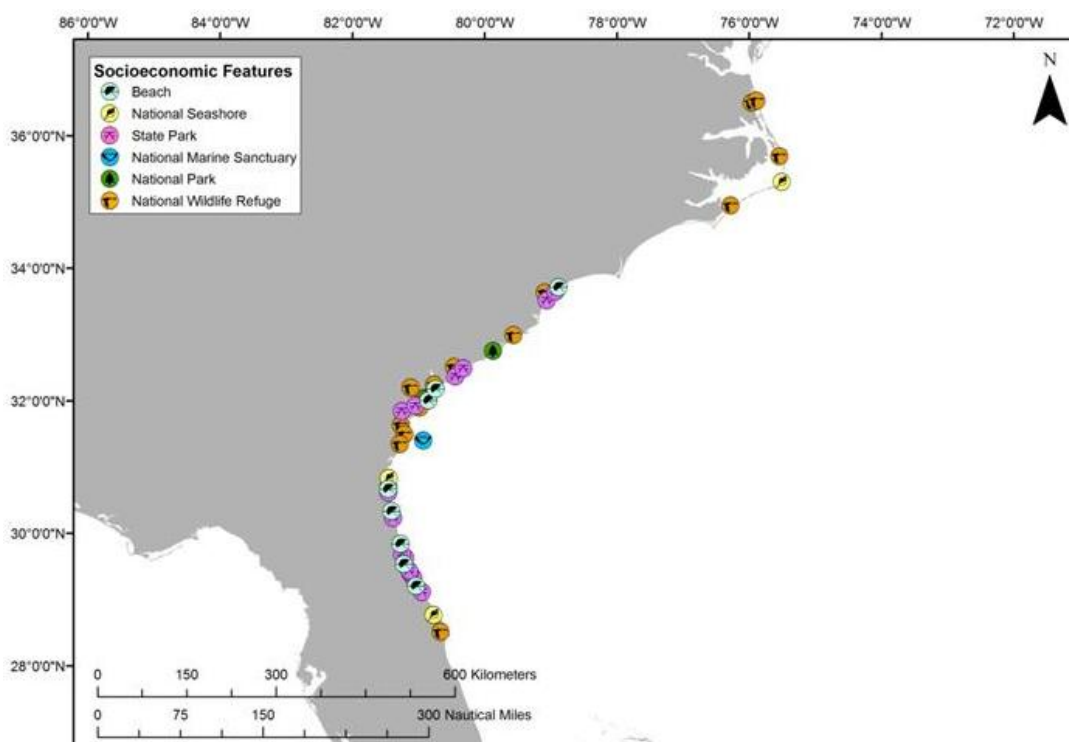 86°0'0"W 84°0'0"W 82°0'0"W 80°0'0"W 78°0'0"W 76°0'0"W 74°0'0"W 72°0'0"W
N
Socioeconomic Features
Beach
National Seashore
State Park
National Marine Sanctuary
National Park
National Wildlife Refuge
36°0'0"N
34°0'0"N
32°0'0"N
30°0'0"N
28°0'0"N
0 150 300 600 Kilometers
0 75 150 300 Nautical Miles